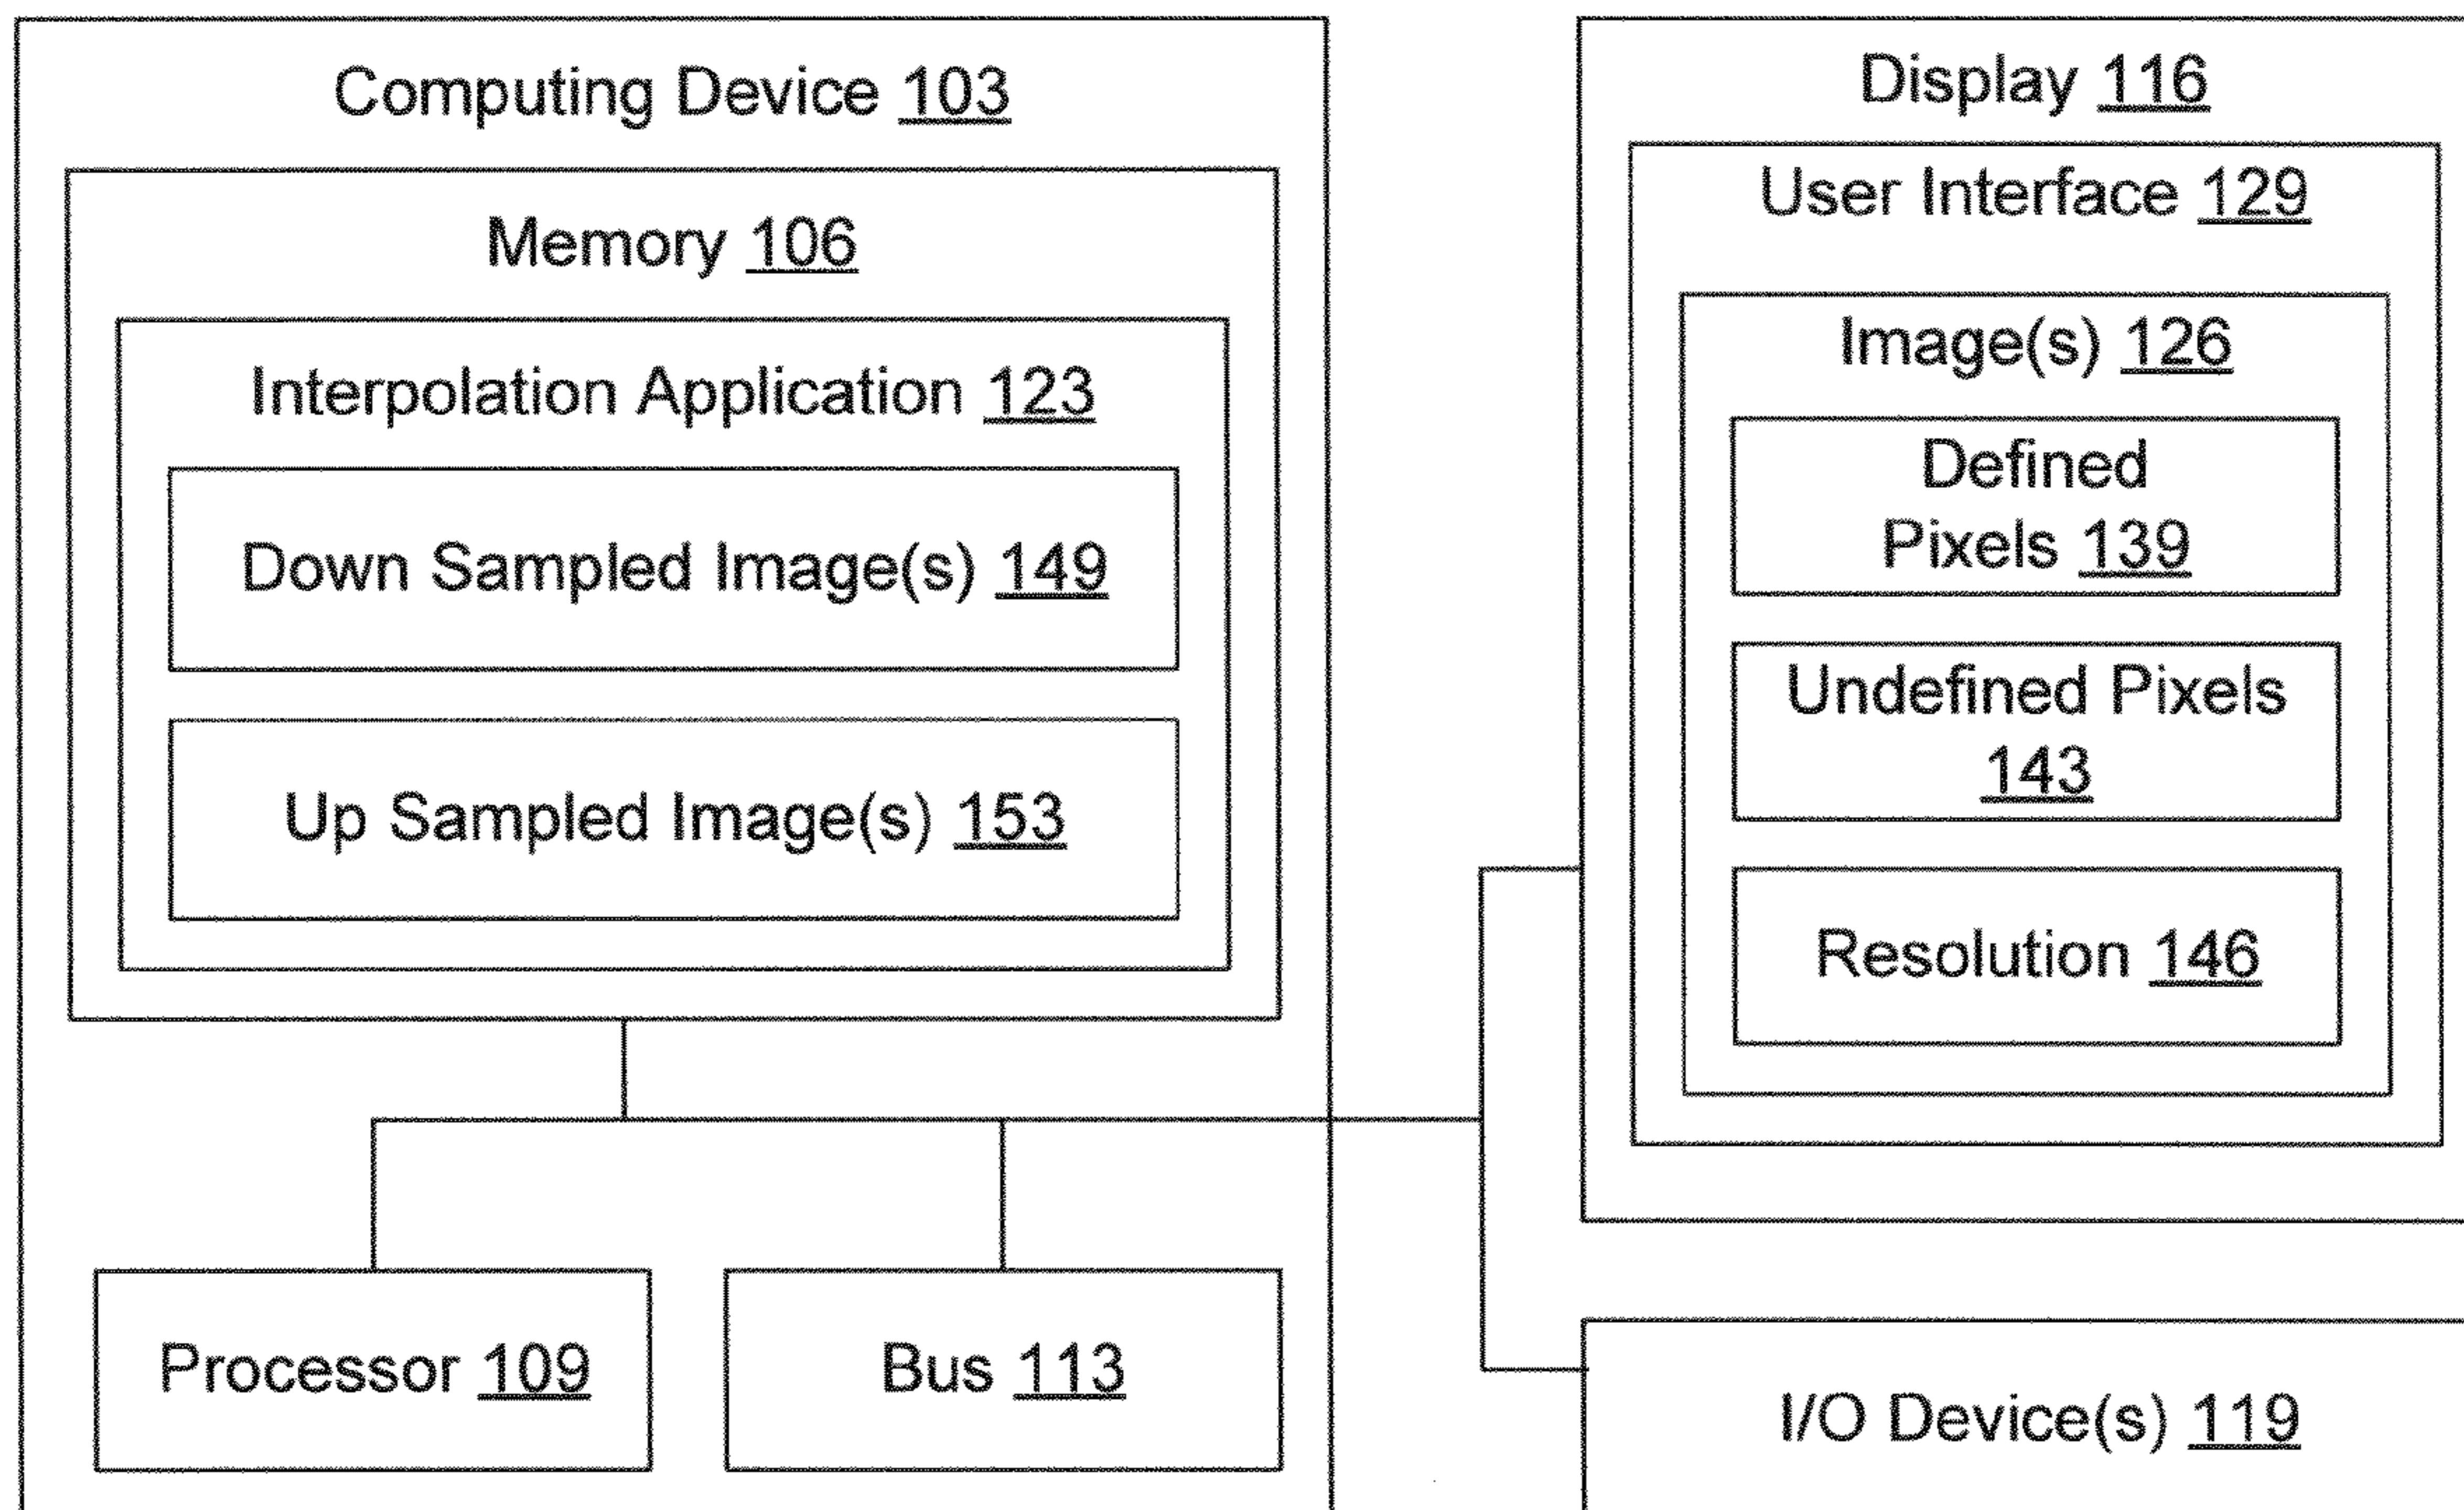 Computing Device 103
Memory 106
Interpolation Application 123
Down Sampled Image(s) 149
Up Sampled Image(s) 153
Processor 109
Bus 113
Display 116
User Interface 129
Image(s) 126
Defined
Pixels 139
Undefined Pixels
143
Resolution 146
I/O Device(s) 119